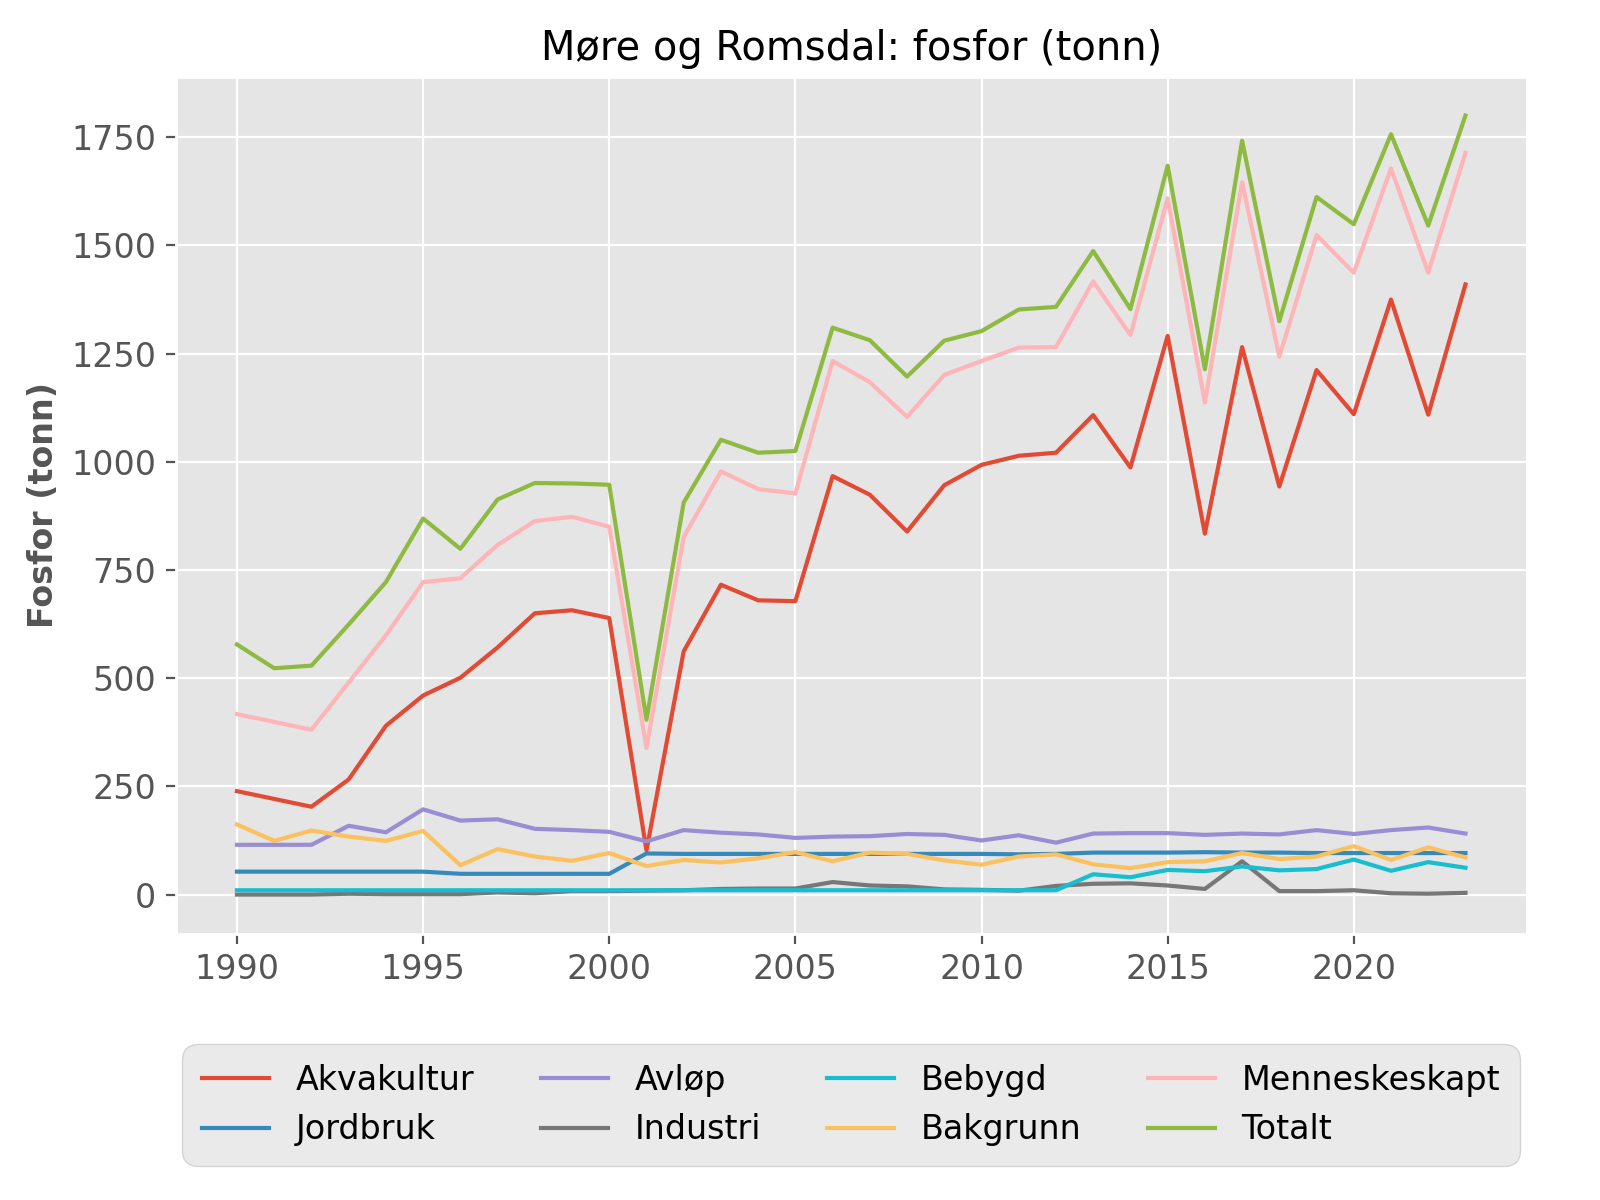 Møre og Romsdal: fosfor (tonn)
Fosfor (tonn)
1750
1500
1250
1000
750
500
250
0
1990 1995 2000 2005 2010 2015 2020
Akvakultur Avløp Bebygd Menneskeskapt
Jordbruk Industri Bakgrunn Totalt